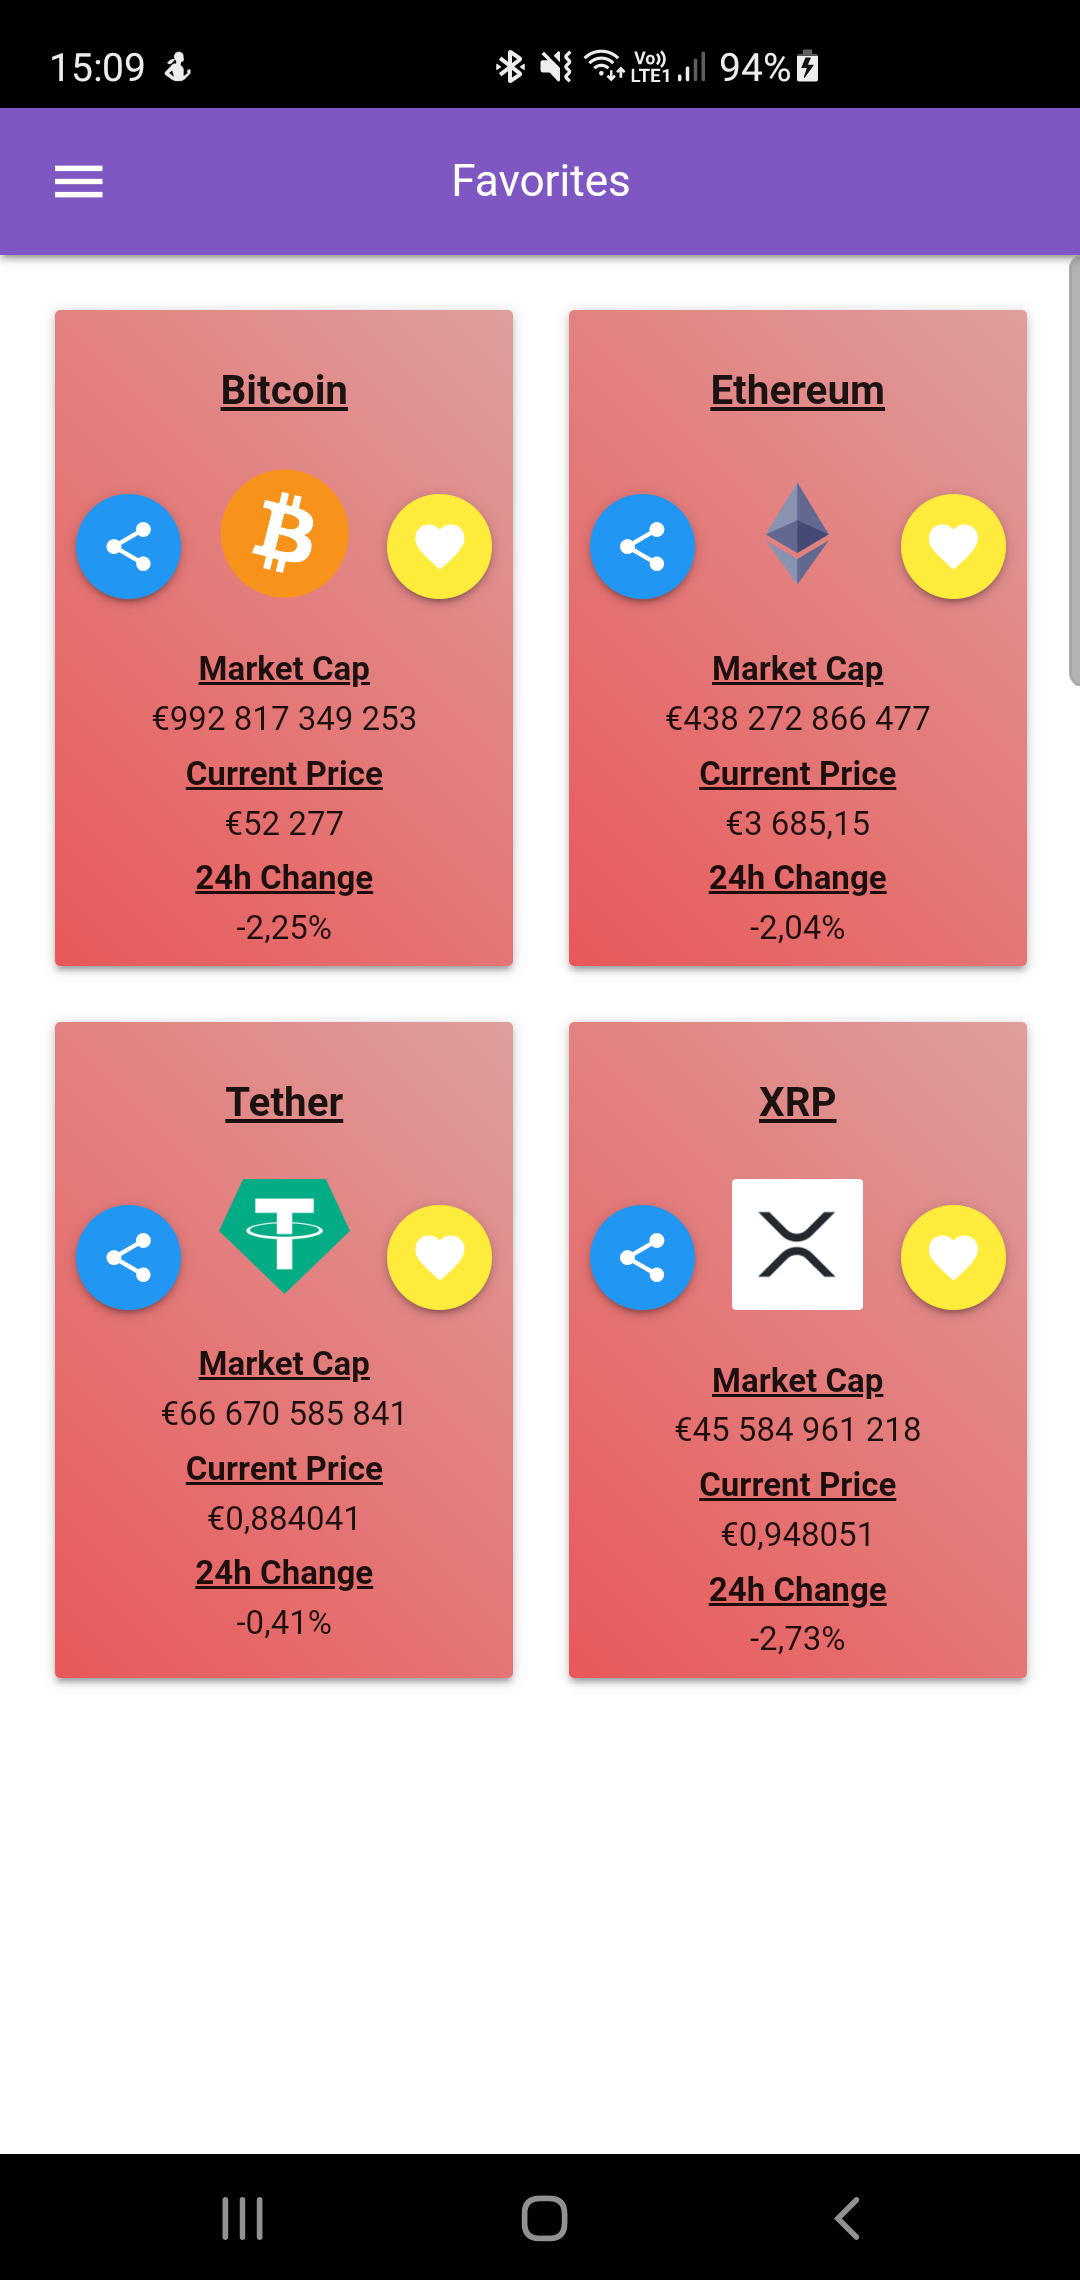 15:09
Vo)) LTE1 94%
Favorites
Bitcoin
Market Cap
€992 817 349 253
Current Price
€52 277
24h Change
-2,25%
Ethereum
Market Cap
€438 272 866 477
Current Price
€3 685,15
24h Change
-2,04%
Tether
Market Cap
€66 670 585 841
Current Price
€0,884041
24h Change
-0,41%
XRP
Market Cap
€45 584 961 218
Current Price
€0,948051
24h Change
-2,73%